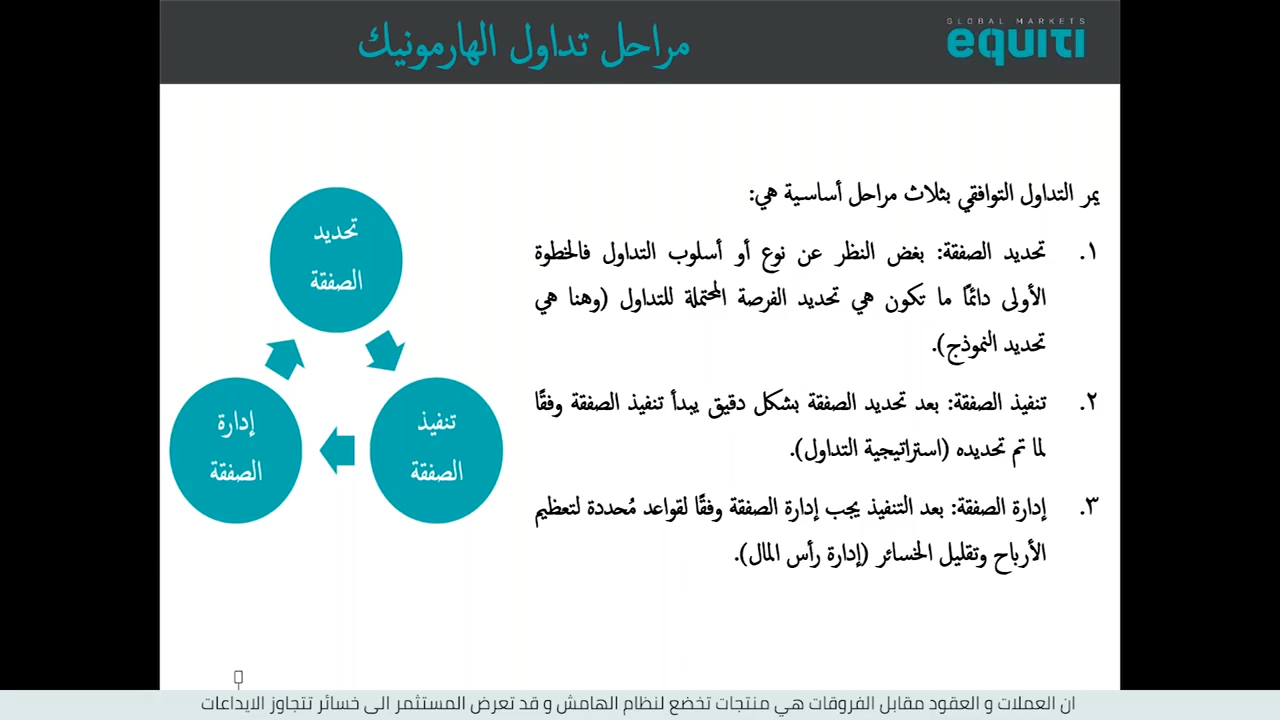 مراحل تداول الهارمونيك
GLOBAL MARKETS
equiti
يمر التداول التوافقي بثلاث مراحل أساسية هي:
١. تحديد الصفقة: بغض النظر عن نوع أو أسلوب التداول فالخطوة
الأولى دائمًا ما تكون هي تحديد الفرصة المحتملة للتداول (وهنا هي
تحديد النموذج).
٢. تنفيذ الصفقة: بعد تحديد الصفقة بشكل دقيق يبدأ تنفيذ الصفقة وفقًا
لما تم تحديده (استراتيجية التداول).
٣. إدارة الصفقة: بعد التنفيذ يجب إدارة الصفقة وفقًا لقواعد مُحددة لتعظيم
الأرباح وتقليل الخسائر (إدارة رأس المال).
تحديد
الصفقة
تنفيذ
الصفقة
إدارة
الصفقة
ان العملات و العقود مقابل الفروقات هي منتجات تخضع لنظام الهامش و قد تعرض المستثمر الى خسائر تتجاوز الايداعات